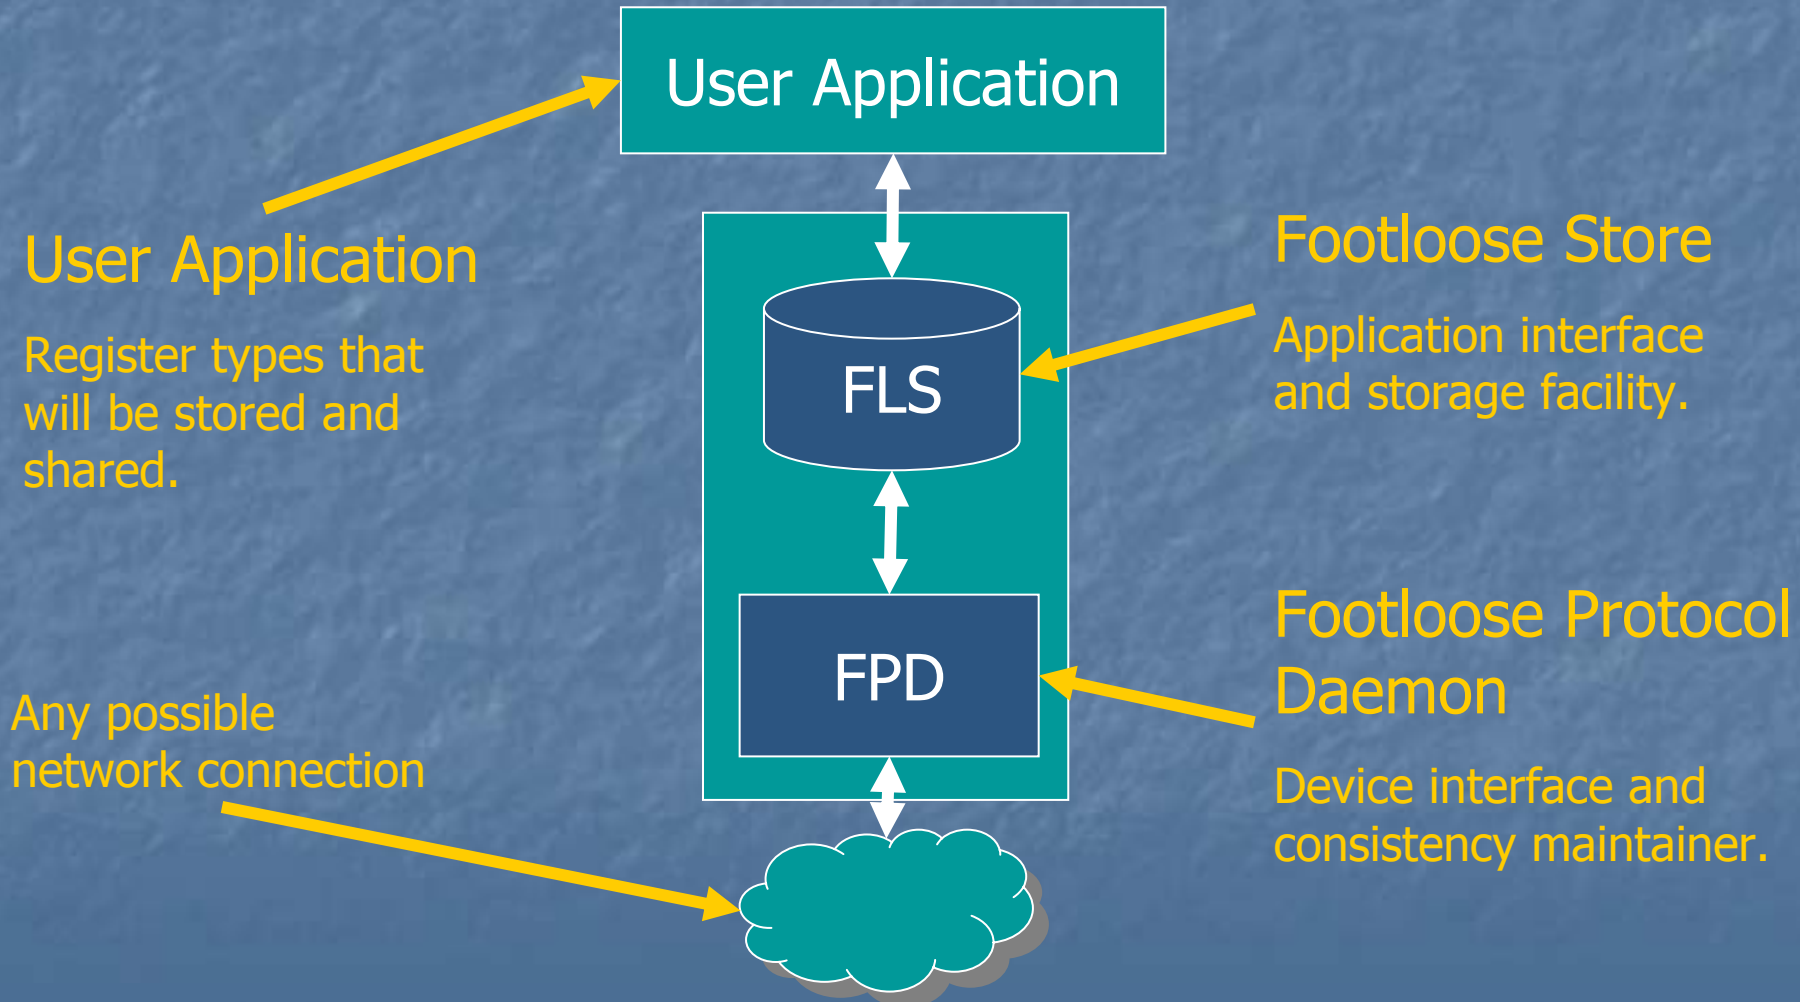 User Application
User Application
Register types that
will be stored and
shared.
Any possible
network connection
FLS
FPD
Footloose Store
Application interface
and storage facility.
Footloose Protocol
Daemon
Device interface and
consistency maintainer.